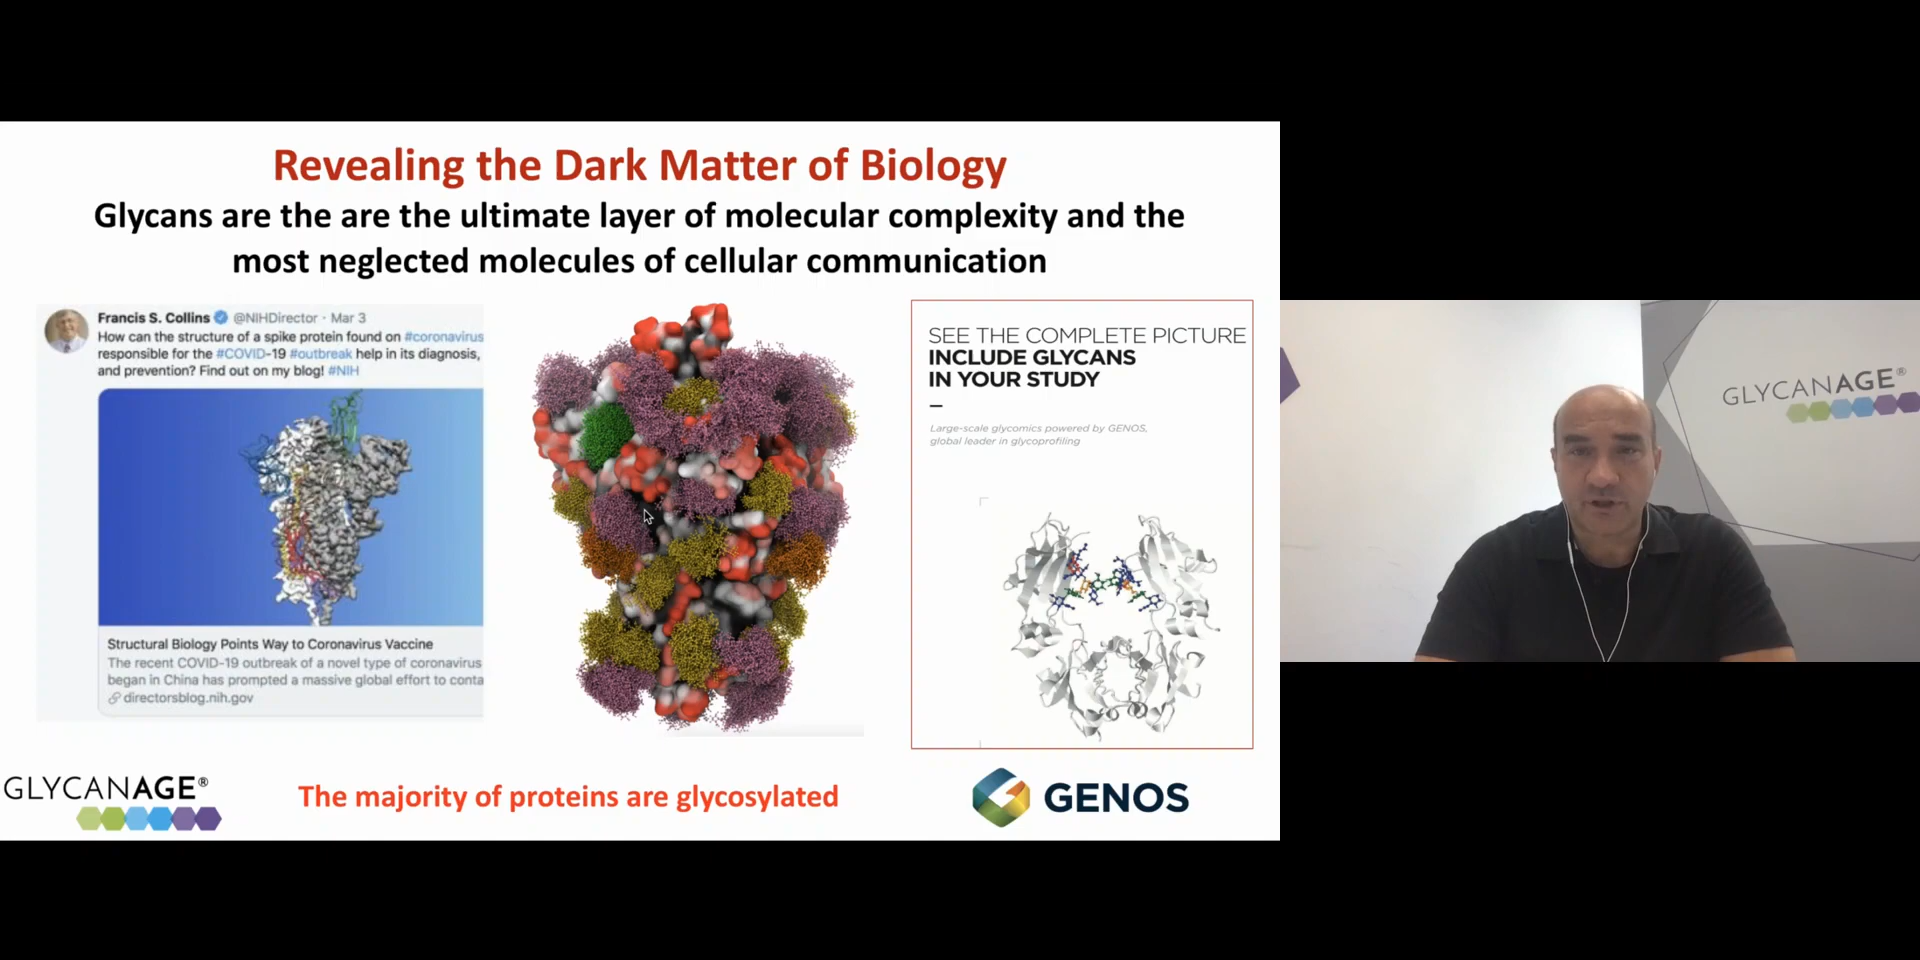 Revealing the Dark Matter of Biology
Glycans are the are the ultimate layer of molecular complexity and the
most neglected molecules of cellular communication
Francis S. Collins @NIHDirector · Mar 3
How can the structure of a spike protein found on #coronavirus
responsible for the #COVID-19 #outbreak help in its diagnosis,
and prevention? Find out on my blog! #NIH
Structural Biology Points Way to Coronavirus Vaccine
The recent COVID-19 outbreak of a novel type of coronavirus
began in China has prompted a massive global effort to conta
directorsblog.nih.gov
SEE THE COMPLETE PICTURE
INCLUDE GLYCANS
IN YOUR STUDY
Large-scale glycomics powered by GENOS,
global leader in glycoprofiling
GLYCANAGE®
The majority of proteins are glycosylated
GENOS
GLYCANAGE®